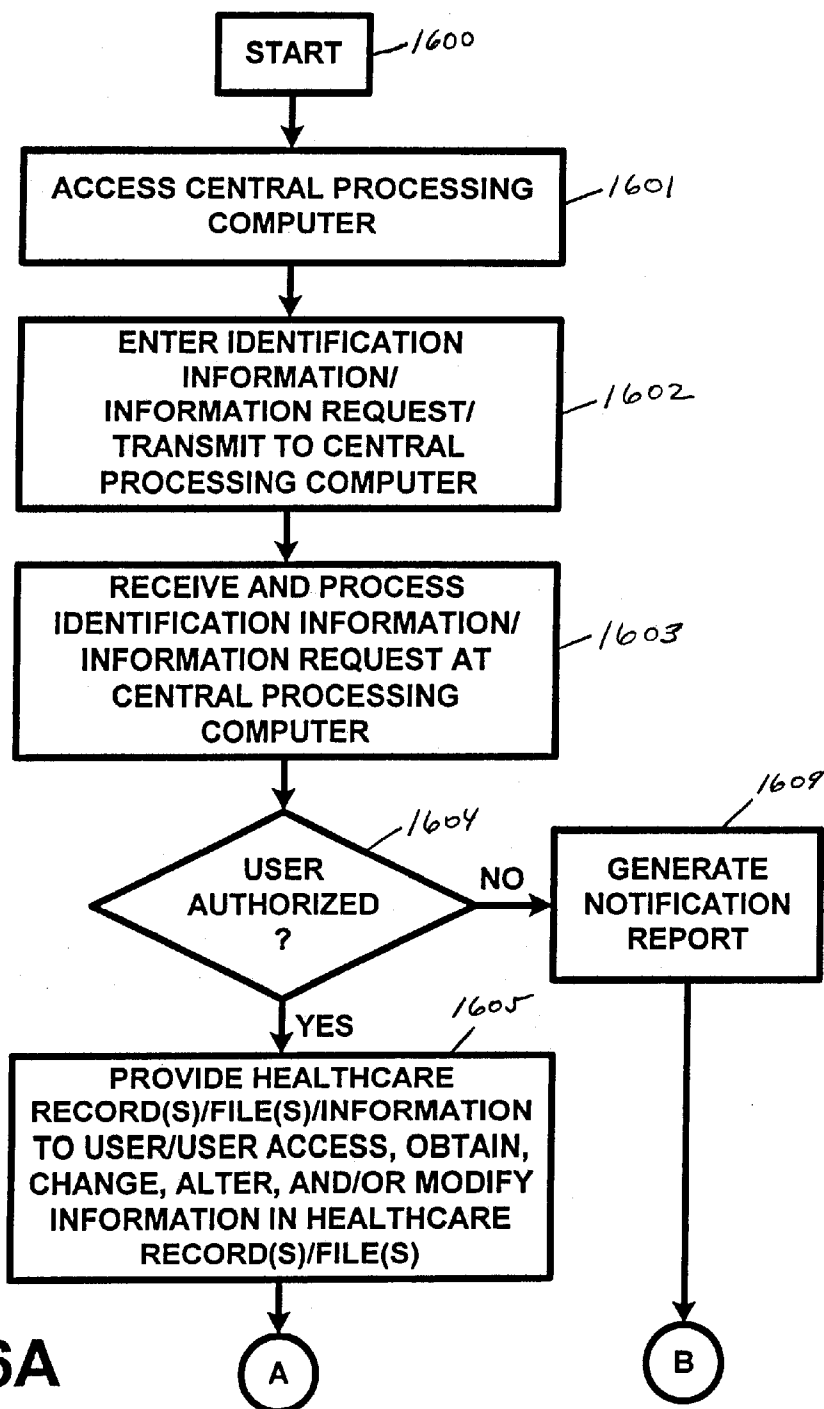 START
1600
ACCESS CENTRAL PROCESSING
COMPUTER
1601
ENTER IDENTIFICATION
INFORMATION/
INFORMATION REQUEST/
TRANSMIT TO CENTRAL
PROCESSING COMPUTER
1602
RECEIVE AND PROCESS
IDENTIFICATION INFORMATION/
INFORMATION REQUEST AT
CENTRAL PROCESSING
COMPUTER
1603
USER
AUTHORIZED
?
1604
NO
1609
GENERATE
NOTIFICATION
REPORT
YES
1605
PROVIDE HEALTHCARE
RECORD(S)/FILE(S)/INFORMATION
TO USER/USER ACCESS, OBTAIN,
CHANGE, ALTER, AND/OR MODIFY
INFORMATION IN HEALTHCARE
RECORD(S)/FILE(S)
6A
A
B